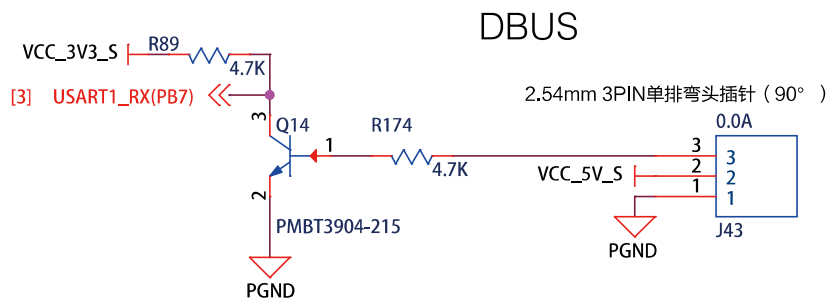 DBUS
VCC_3V3_S
R89
4.7K
[3] USART1_RX(PB7)
2.54mm 3PIN单排弯头插针（90°）
0.0A
3
Q14
1
R174
4.7K
3
3
VCC_5V_S
2
2
1
1
2
PMBT3904-215
PGND
J43
PGND